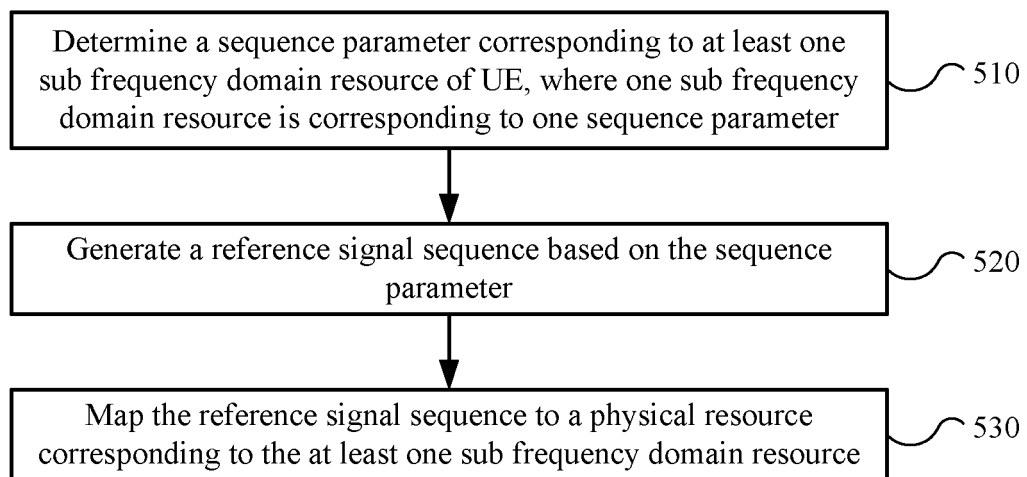 Determine a sequence parameter corresponding to at least one
sub frequency domain resource of UE, where one sub frequency
domain resource is corresponding to one sequence parameter
510
Generate a reference signal sequence based on the sequence
parameter
520
Map the reference signal sequence to a physical resource
corresponding to the at least one sub frequency domain resource
530